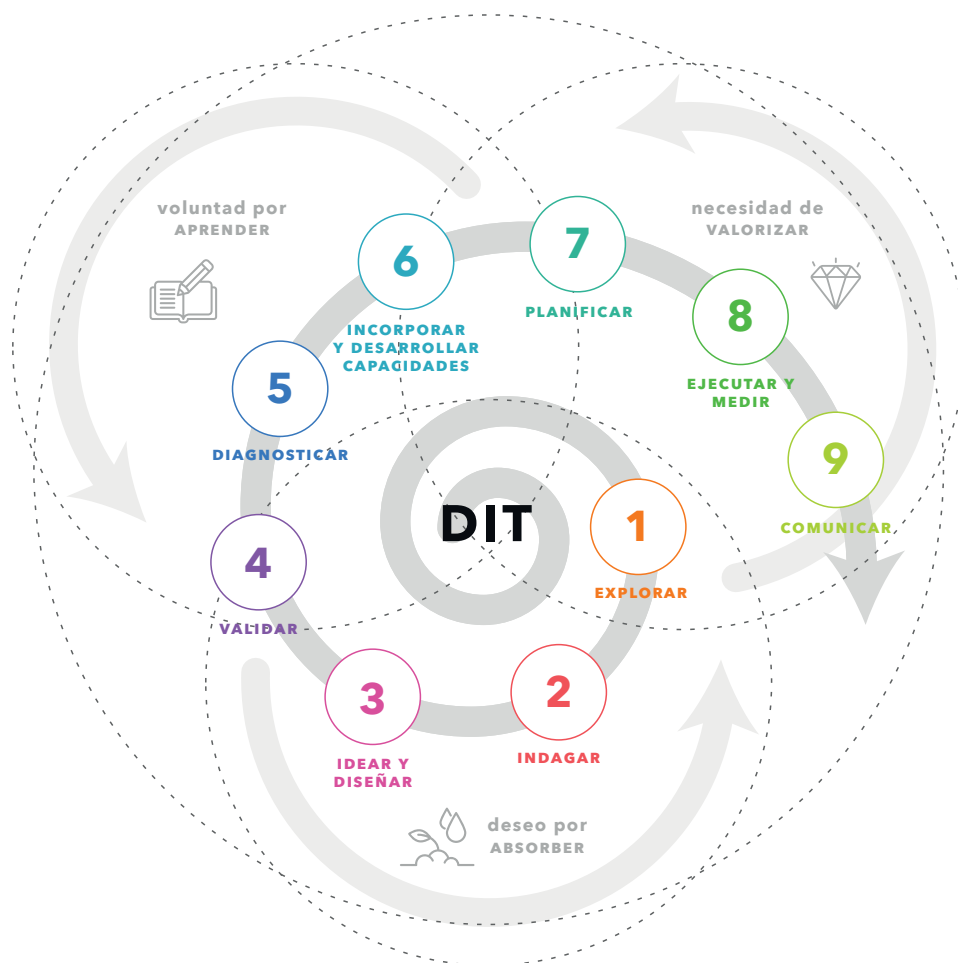 voluntad por
APRENDER
necesidad de
VALORIZAR
6
7
8
INCORPORAR
Y DESARROLLAR
CAPACIDADES
PLANIFICAR
EJECUTAR Y
MEDIR
5
DIAGNOSTICAR
9
COMUNICAR
DIT
1
EXPLORAR
4
VALIDAR
3
IDEAR Y
DISEÑAR
2
INDAGAR
deseo por
ABSORBER